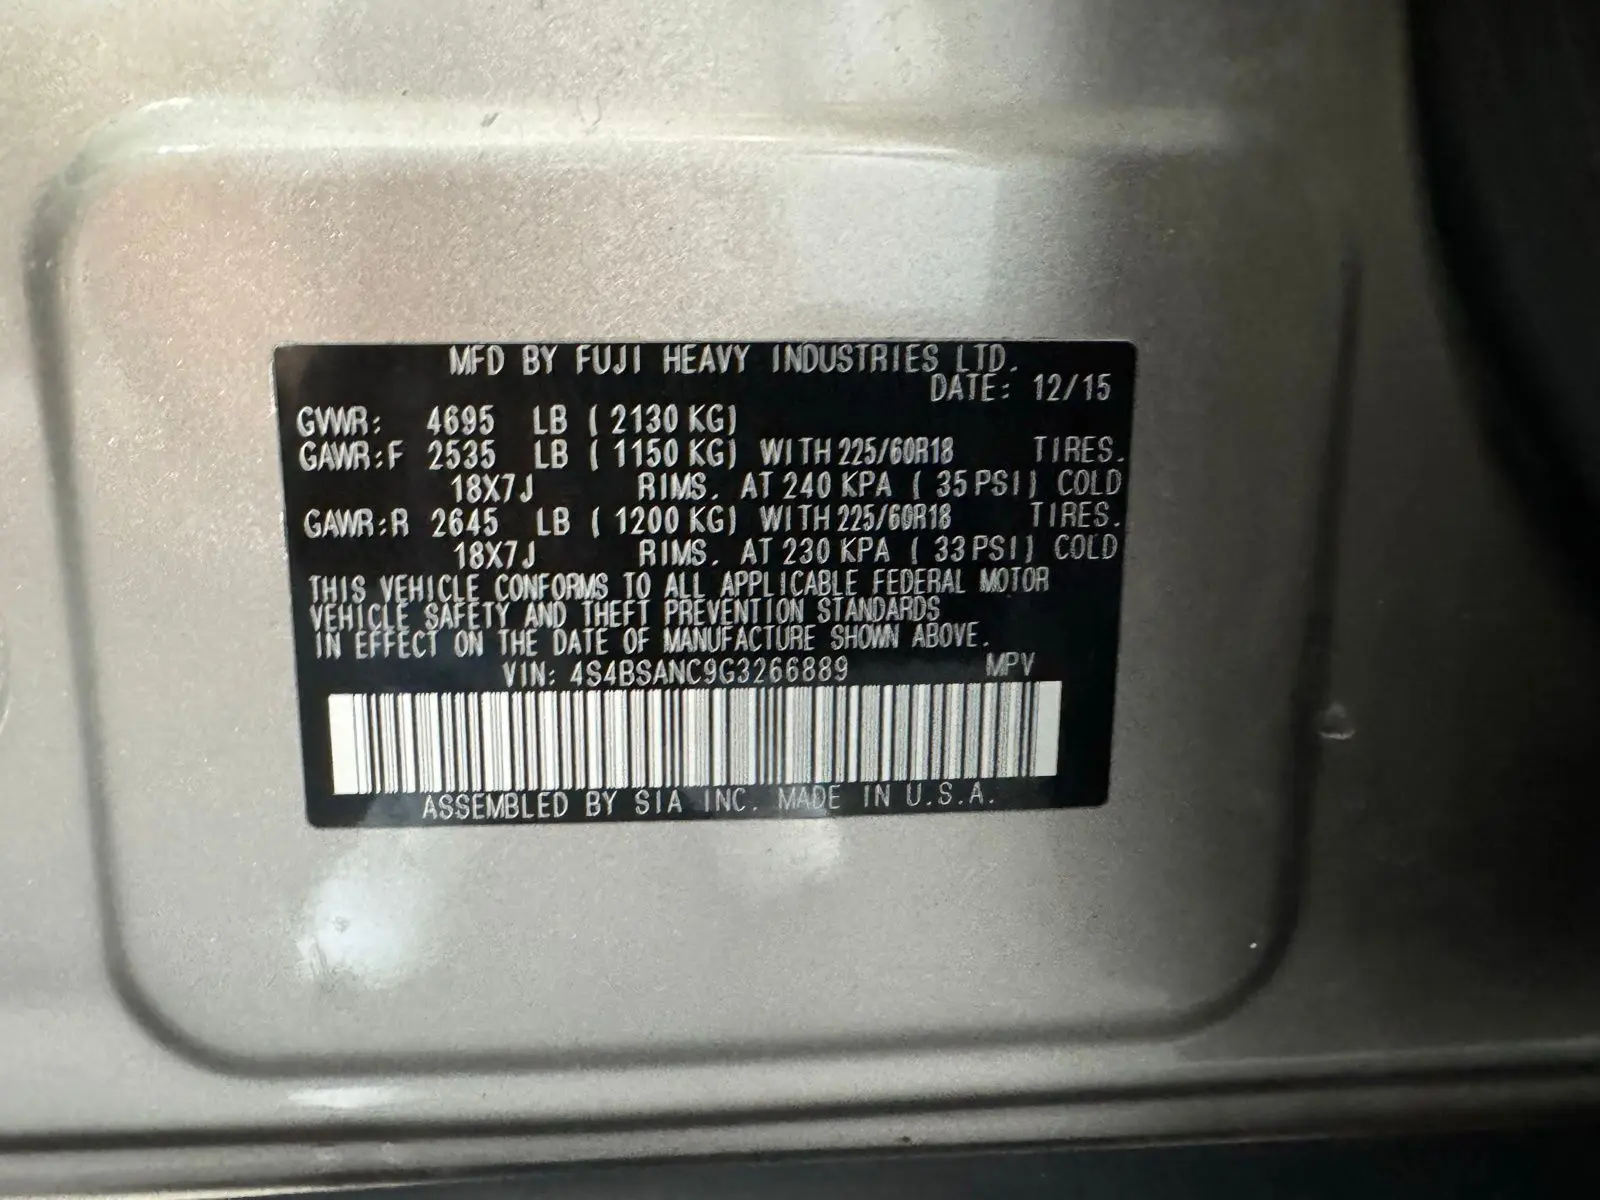 MFD BY FUJI HEAVY INDUSTRIES LTD.
DATE: 12/15
GVWR: 4695 LB ( 2130 KG)
GAWR:F 2535 LB ( 1150 KG) WITH 225/60R18 TIRES.
18X7J RIMS. AT 240 KPA ( 35 PSI) COLD
GAWR:R 2645 LB ( 1200 KG) WITH 225/60R18 TIRES.
18X7J RIMS. AT 230 KPA ( 33 PSI) COLD
THIS VEHICLE CONFORMS TO ALL APPLICABLE FEDERAL MOTOR
VEHICLE SAFETY AND THEFT PREVENTION STANDARDS
IN EFFECT ON THE DATE OF MANUFACTURE SHOWN ABOVE.
VIN: 4S4BSANC9G3266889 MPV
ASSEMBLED BY SIA INC. MADE IN U.S.A.